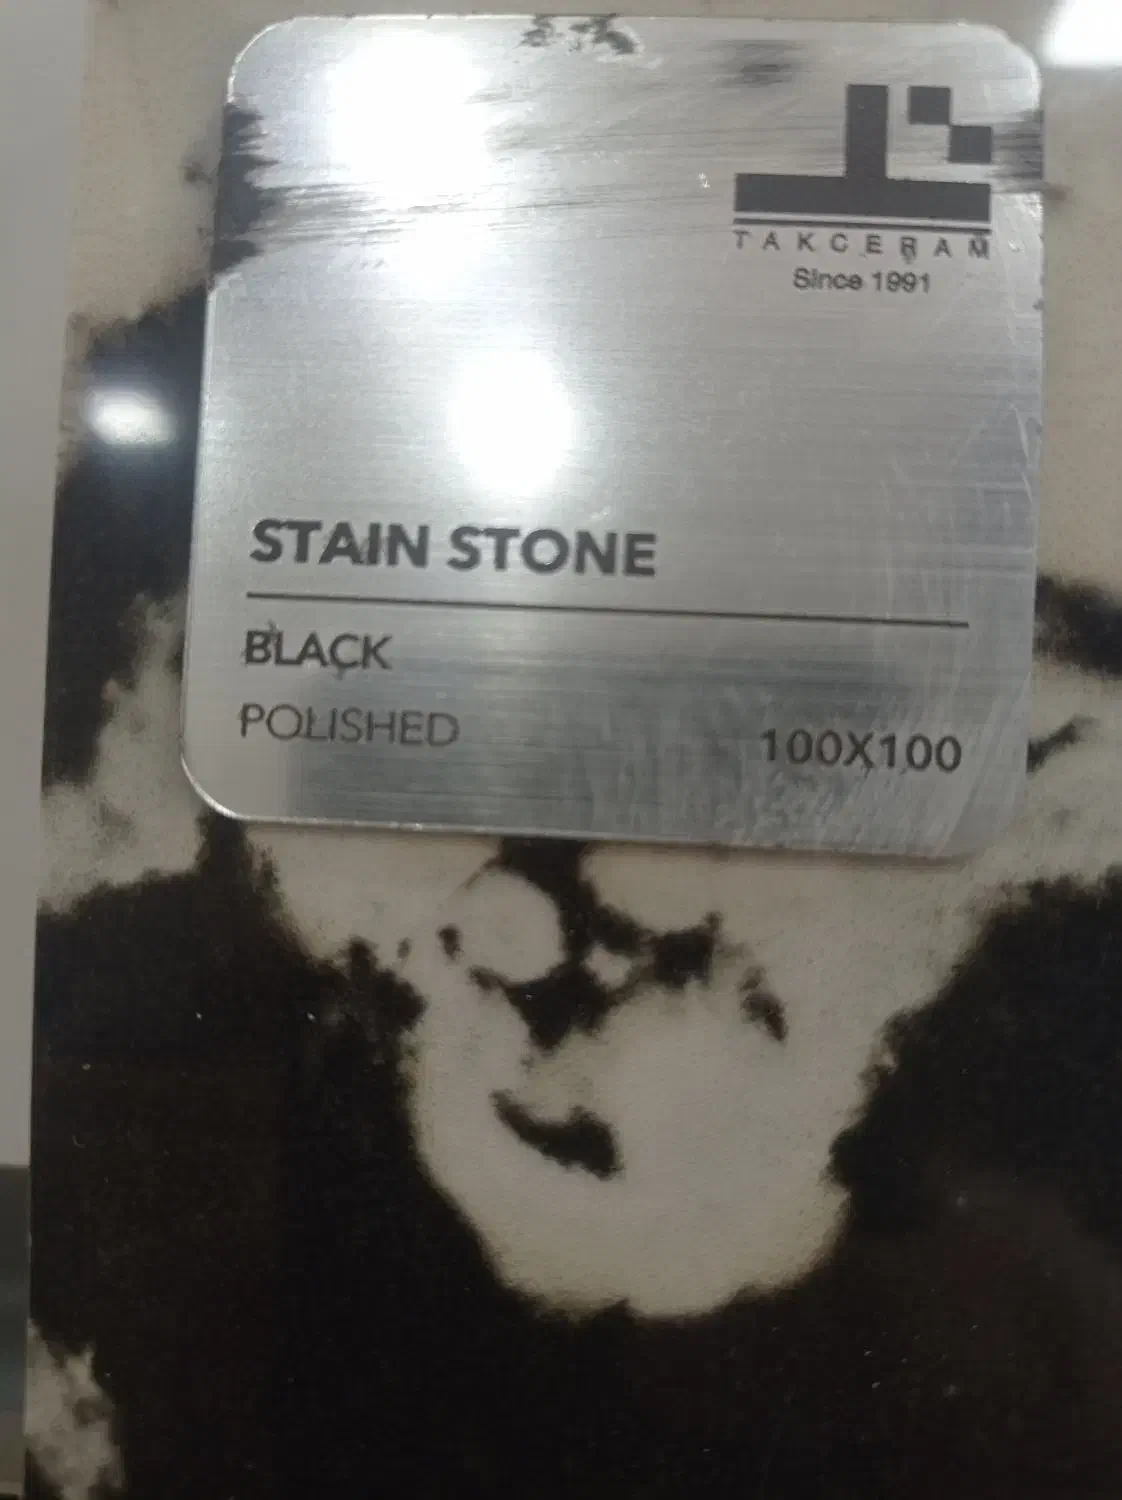 TAKCERAM
Since 1991
STAIN STONE
BLACK
POLISHED
100X100